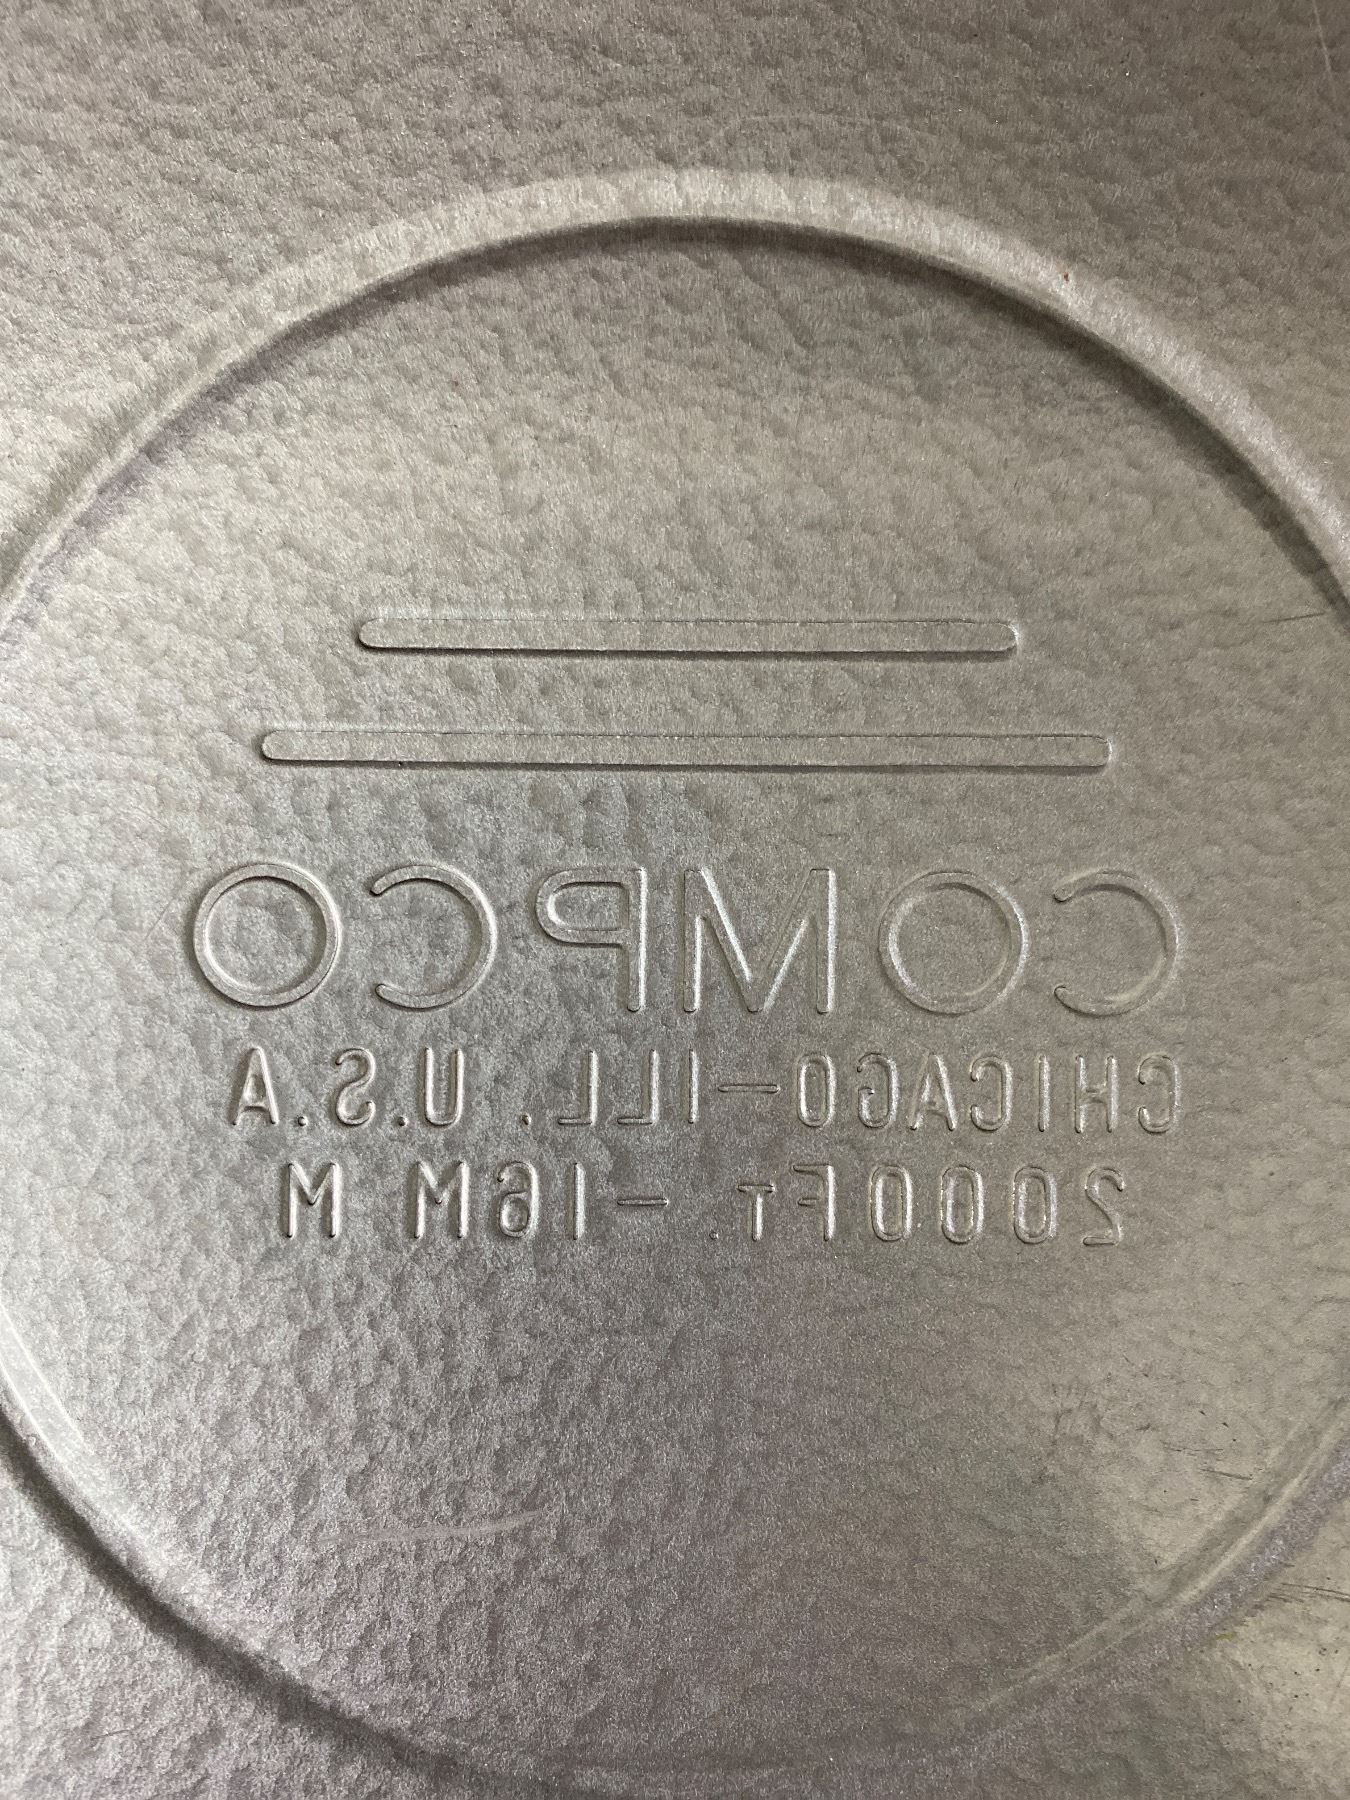 COMPCO
CHICAGO-ILL. U.S.A
2000FT. -16M M